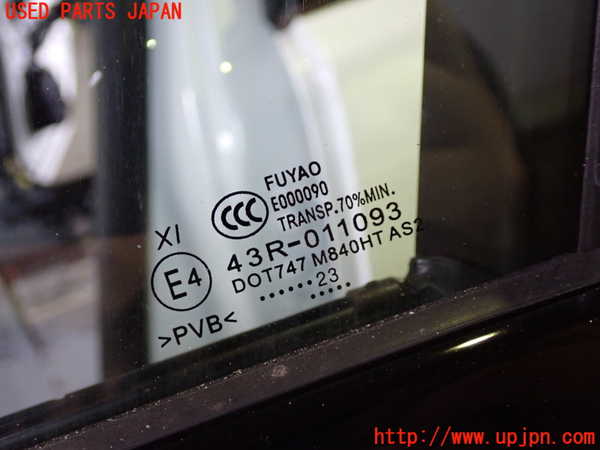 USED PARTS JAPAN
FUYAO
CCC
E000090
TRANSP.70%MIN.
XI
E4
43R-011093
DOT747 M840HT AS2
......23
.....
>PVB<
http://www.upjpn.com